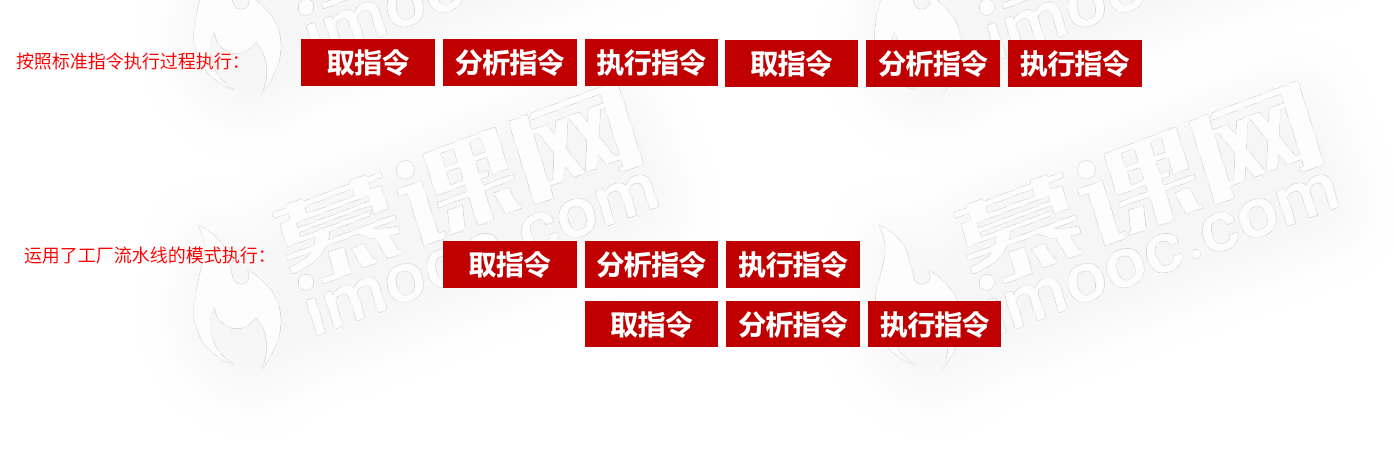 按照标准指令执行过程执行： 取指令 分析指令 执行指令 取指令 分析指令 执行指令
慕课网
imooc.com
慕课网
imooc.com
运用了工厂流水线的模式执行： 取指令 分析指令 执行指令
取指令 分析指令 执行指令
imooc.com
imooc.com